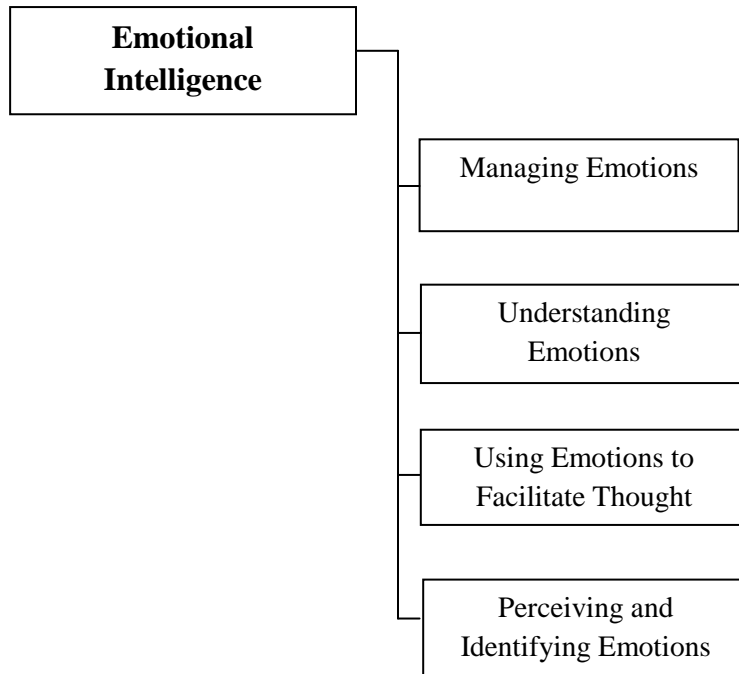 Emotional
Intelligence
Managing Emotions
Understanding
Emotions
Using Emotions to
Facilitate Thought
Perceiving and
Identifying Emotions